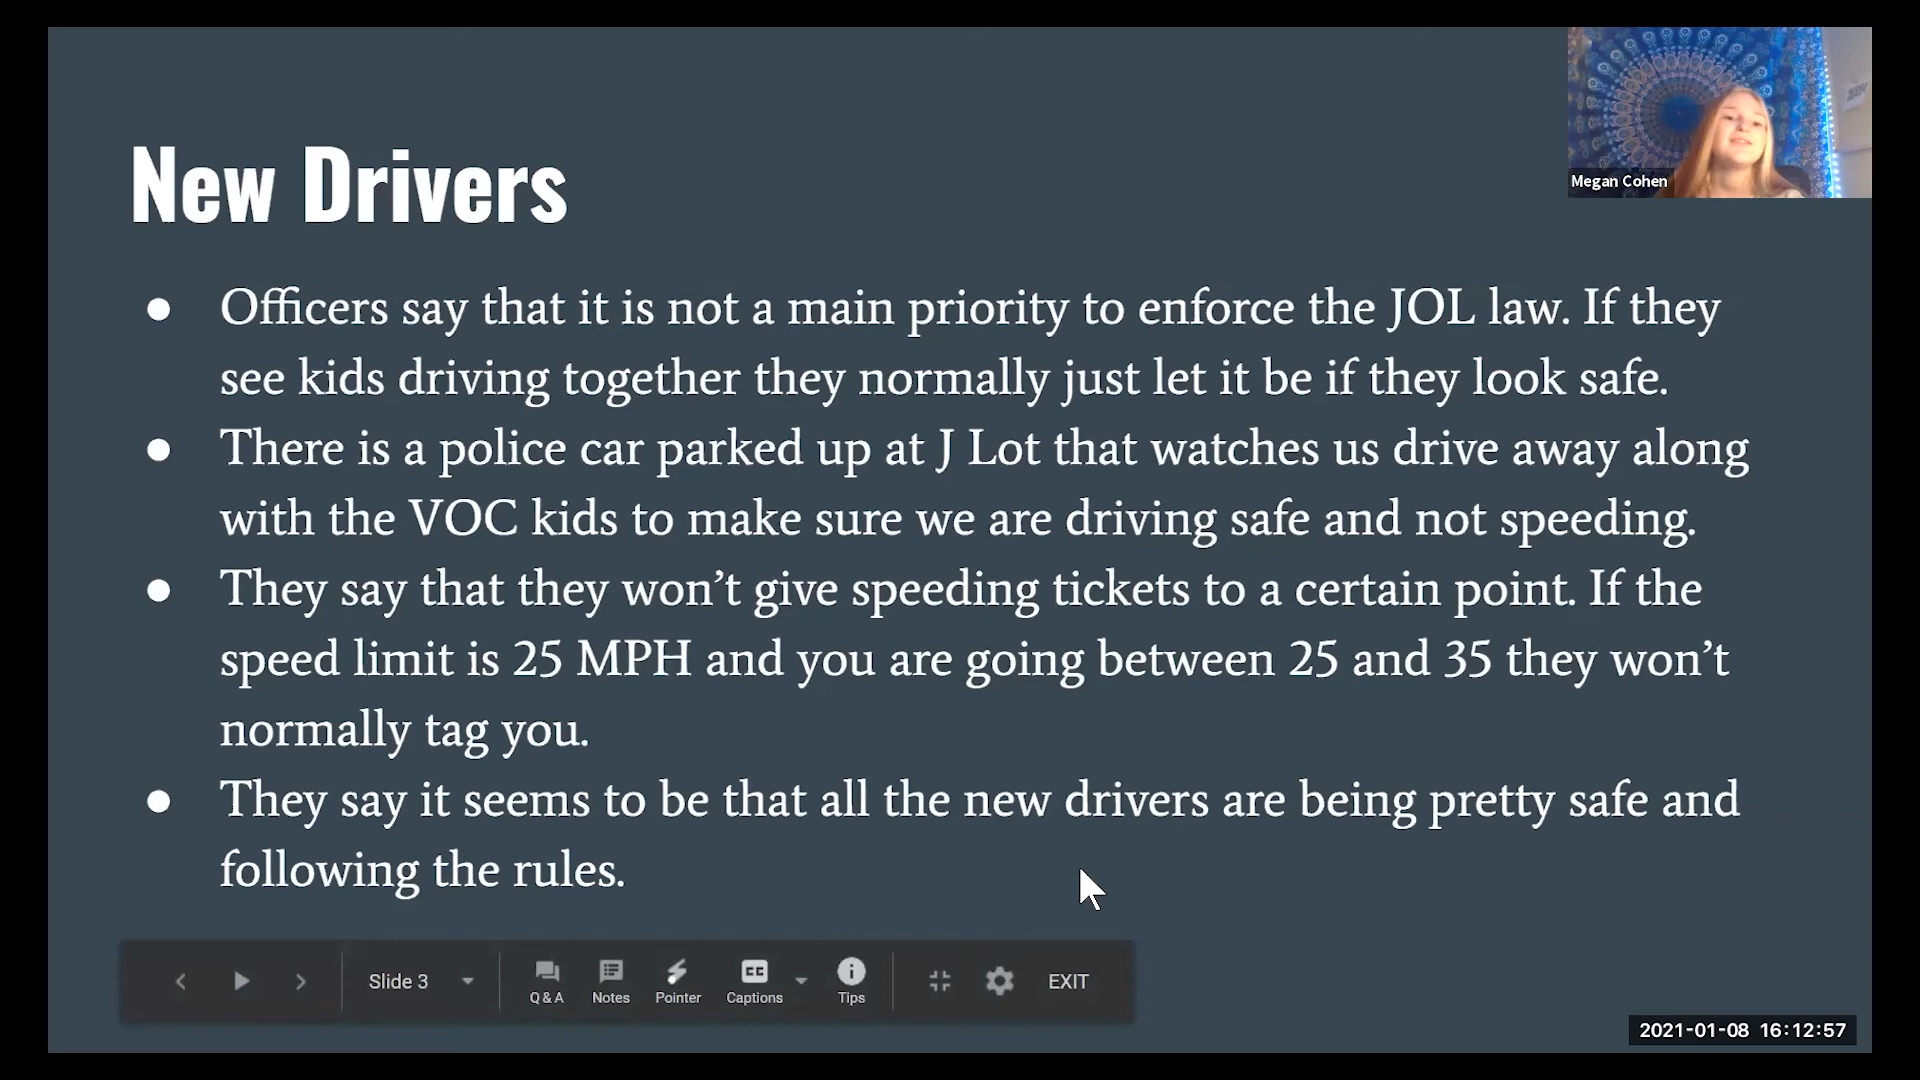 New Drivers
Megan Cohen
● Officers say that it is not a main priority to enforce the JOL law. If they
see kids driving together they normally just let it be if they look safe.
● There is a police car parked up at J Lot that watches us drive away along
with the VOC kids to make sure we are driving safe and not speeding.
● They say that they won’t give speeding tickets to a certain point. If the
speed limit is 25 MPH and you are going between 25 and 35 they won’t
normally tag you.
● They say it seems to be that all the new drivers are being pretty safe and
following the rules.
Slide 3
Q & A
Notes
Pointer
CC
Captions
Tips
EXIT
2021-01-08 16:12:57